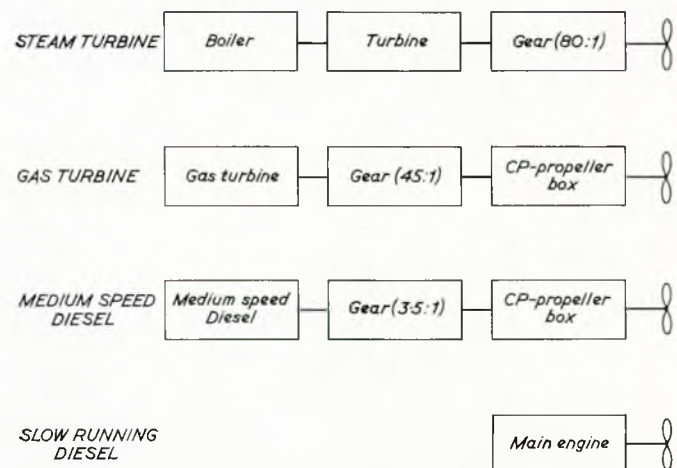 STEAM TURBINE
Boiler
Turbine
Gear (80:1)
GAS TURBINE
Gas turbine
Gear (45:1)
CP-propeller
box
MEDIUM SPEED
DIESEL
Medium speed
Diesel
Gear (3·5:1)
CP-propeller
box
SLOW RUNNING
DIESEL
Main engine